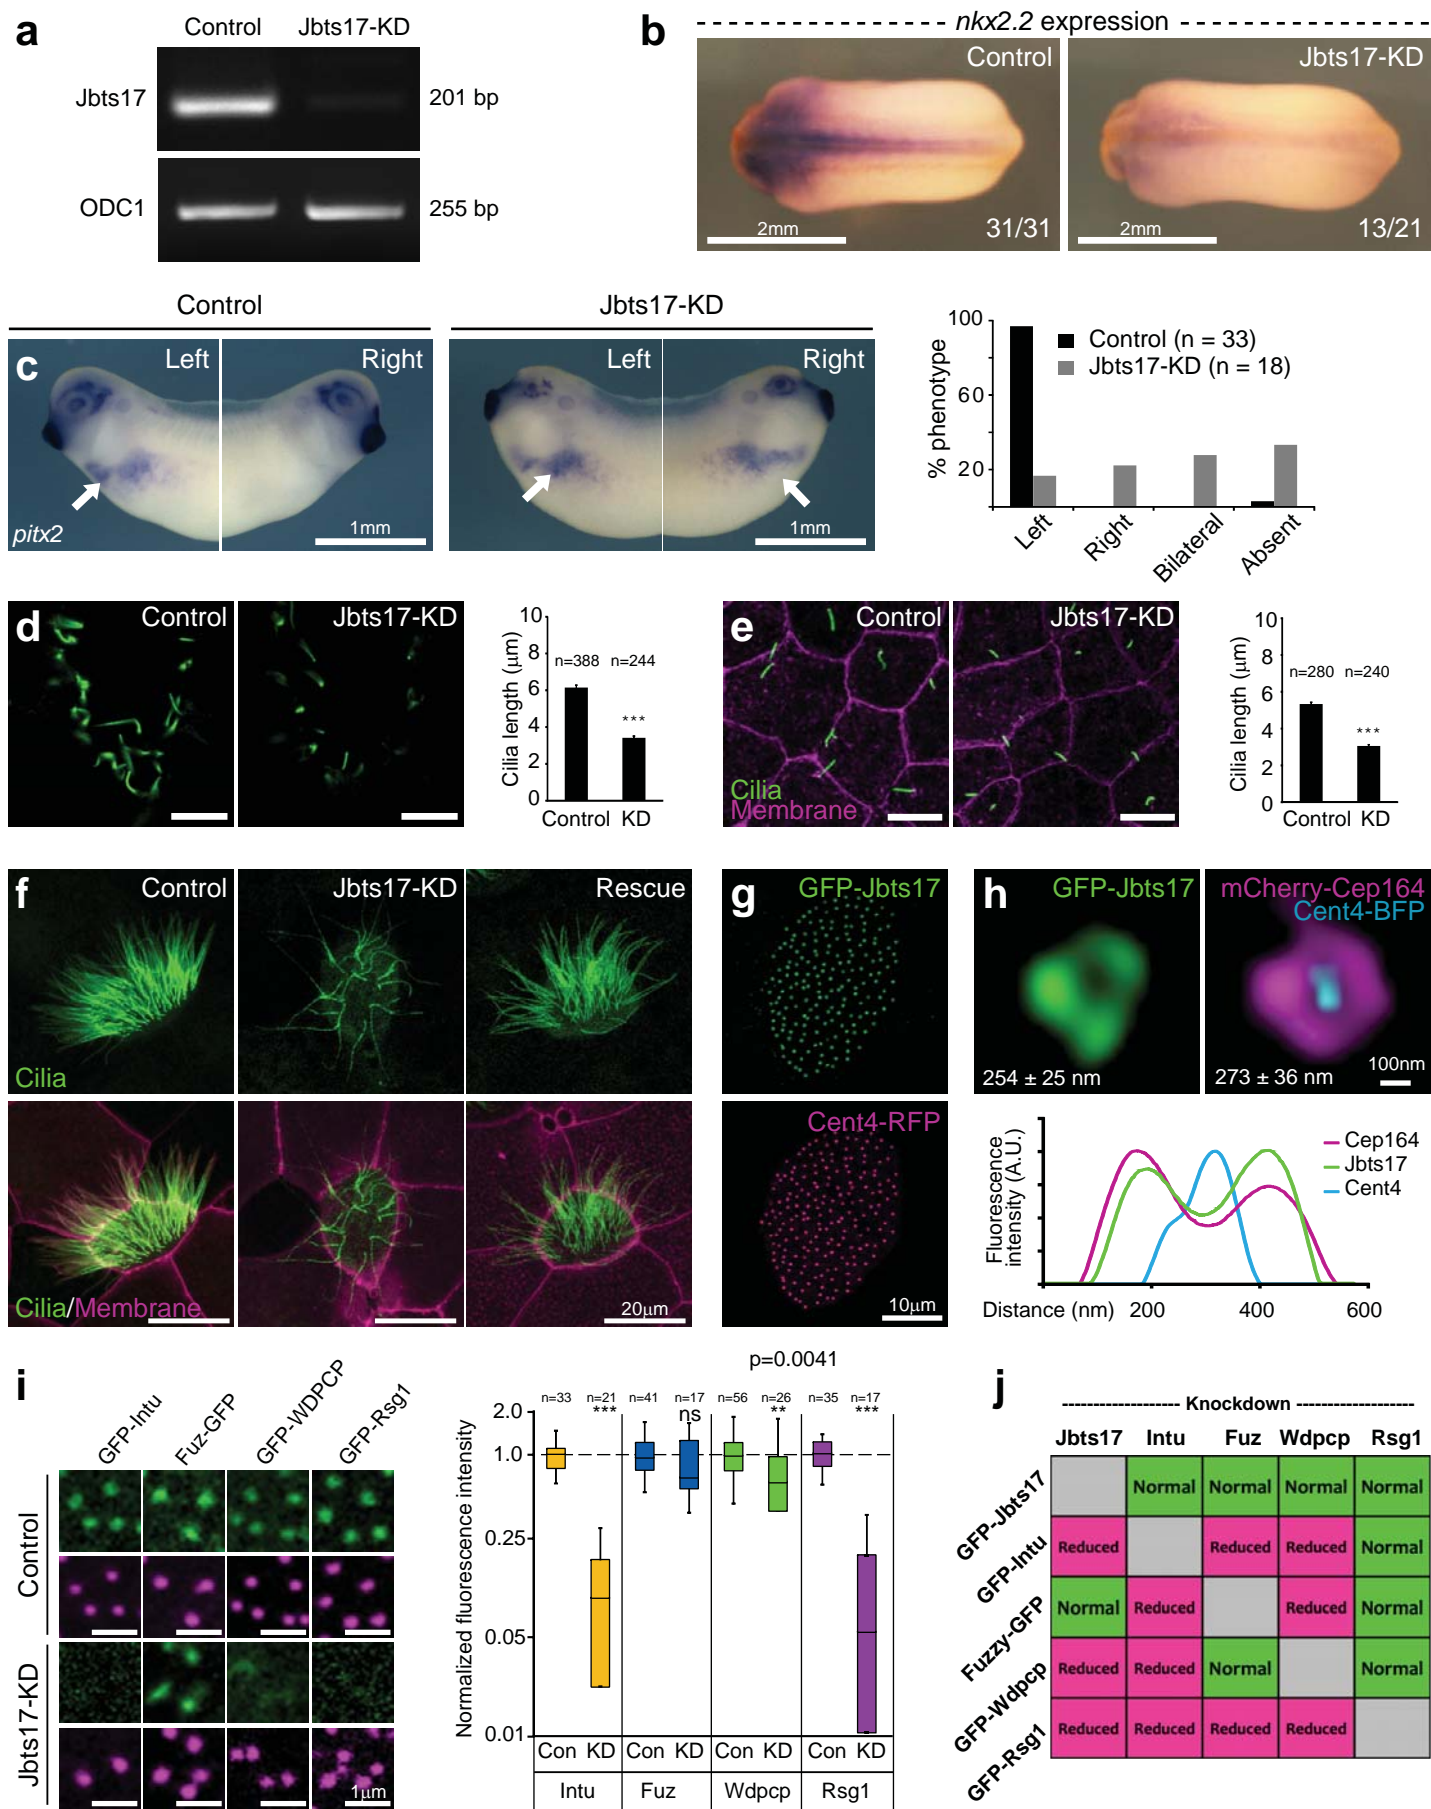 a
Control Jbts17-KD
Jbts17 201 bp
ODC1 255 bp
b
nkx2.2 expression
Control Jbts17-KD
2mm 31/31 2mm 13/21
Control Jbts17-KD
c
Left Right Left Right
pitx2 1mm 1mm
% phenotype
100
60
20
Control (n = 33)
Jbts17-KD (n = 18)
Left Right Bilateral Absent
d
Control Jbts17-KD
Cilia length (μm)
10
8
n=388 n=244
6
***
4
2
0
Control KD
e
Control Jbts17-KD
Cilia
Membrane
Cilia length (μm)
10
8
n=280 n=240
6
***
4
2
0
Control KD
f
Control Jbts17-KD Rescue
Cilia
Cilia/Membrane 20μm
g
GFP-Jbts17
Cent4-RFP
10μm
h
GFP-Jbts17 mCherry-Cep164
Cent4-BFP
254 ± 25 nm 273 ± 36 nm 100nm
Fluorescence
intensity (A.U.)
Cep164
Jbts17
Cent4
Distance (nm) 200 400 600
i
GFP-Intu Fuz-GFP GFP-WDPCP GFP-Rsg1
Control
Jbts17-KD
1μm
p=0.0041
n=33 n=21 n=41 n=17 n=56 n=26 n=35 n=17
*** ns ** ***
Normalized fluorescence intensity
2.0
1.0
0.25
0.05
0.01
Con KD Con KD Con KD Con KD
Intu Fuz Wdpcp Rsg1
j
Knockdown
Jbts17 Intu Fuz Wdpcp Rsg1
GFP-Jbts17 Normal Normal Normal Normal
GFP-Intu Reduced Reduced Reduced Normal
Fuzzy-GFP Normal Reduced Reduced Normal
GFP-Wdpcp Reduced Reduced Normal Normal
GFP-Rsg1 Reduced Reduced Reduced Reduced